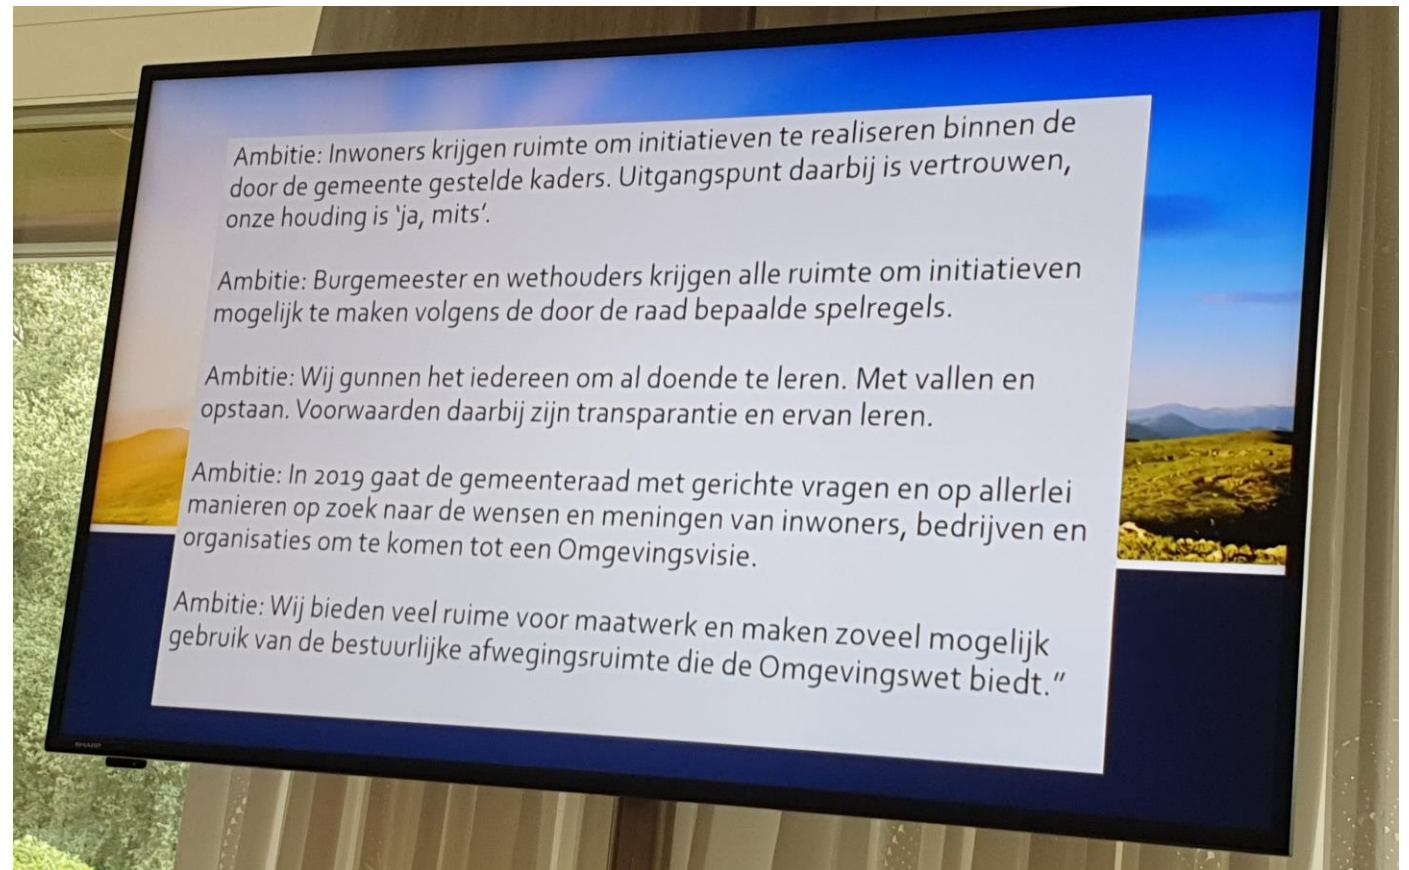 Ambitie: Inwoners krijgen ruimte om initiatieven te realiseren binnen de
door de gemeente gestelde kaders. Uitgangspunt daarbij is vertrouwen,
onze houding is ‘ja, mits’.
Ambitie: Burgemeester en wethouders krijgen alle ruimte om initiatieven
mogelijk te maken volgens de door de raad bepaalde spelregels.
Ambitie: Wij gunnen het iedereen om al doende te leren. Met vallen en
opstaan. Voorwaarden daarbij zijn transparantie en ervan leren.
Ambitie: In 2019 gaat de gemeenteraad met gerichte vragen en op allerlei
manieren op zoek naar de wensen en meningen van inwoners, bedrijven en
organisaties om te komen tot een Omgevingsvisie.
Ambitie: Wij bieden veel ruime voor maatwerk en maken zoveel mogelijk
gebruik van de bestuurlijke afwegingsruimte die de Omgevingswet biedt.”
SHARP